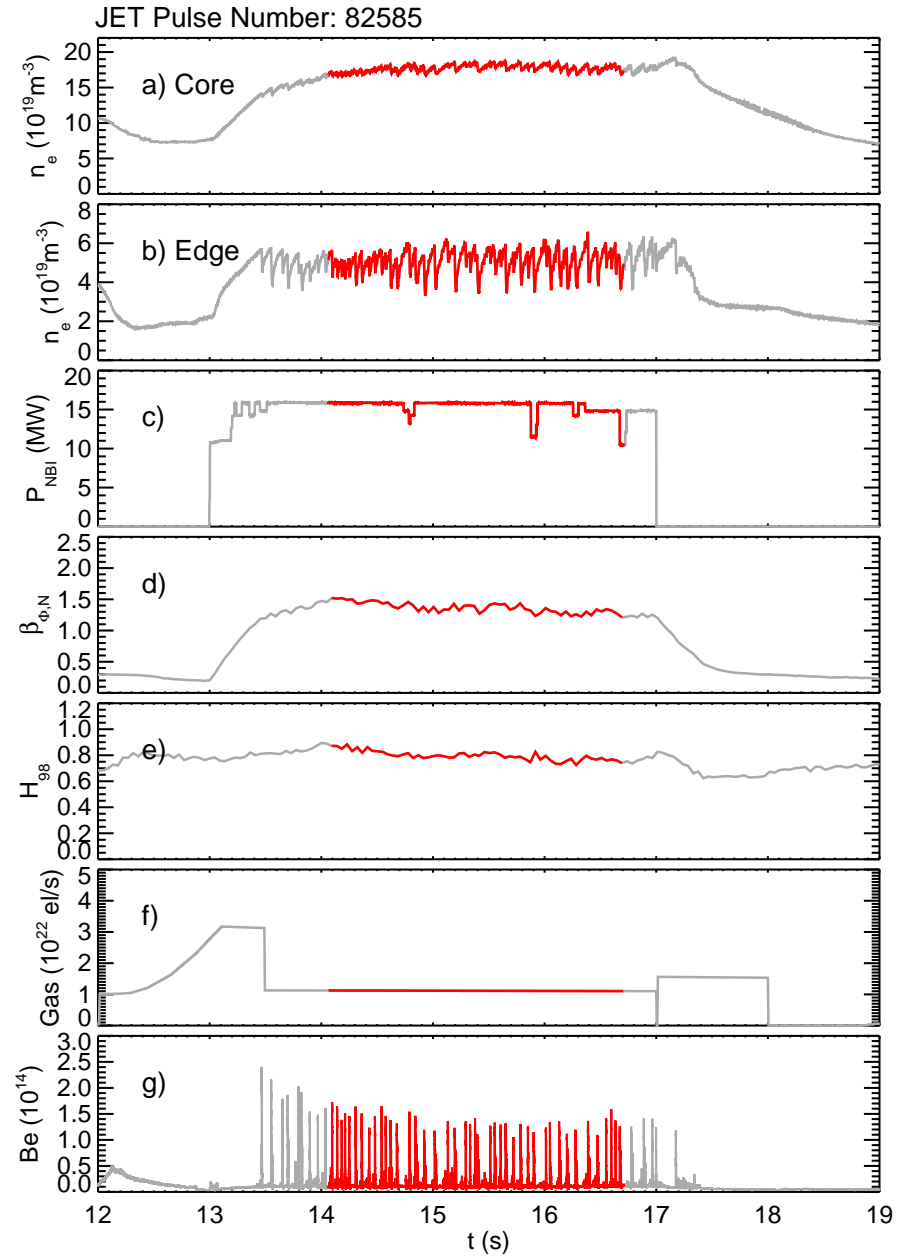 JET Pulse Number: 82585
n_e (10^19 m^-3)
20
15
10
5
0
a) Core
n_e (10^19 m^-3)
8
6
4
2
0
b) Edge
P_NBI (MW)
20
15
10
5
0
c)
β_Φ,N
2.5
2.0
1.5
1.0
0.5
0.0
d)
H_98
1.2
1.0
0.8
0.6
0.4
0.2
0.0
e)
Gas (10^22 el/s)
5
4
3
2
1
0
f)
Be (10^14)
3.0
2.5
2.0
1.5
1.0
0.5
0.0
g)
12 13 14 15 16 17 18 19
t (s)